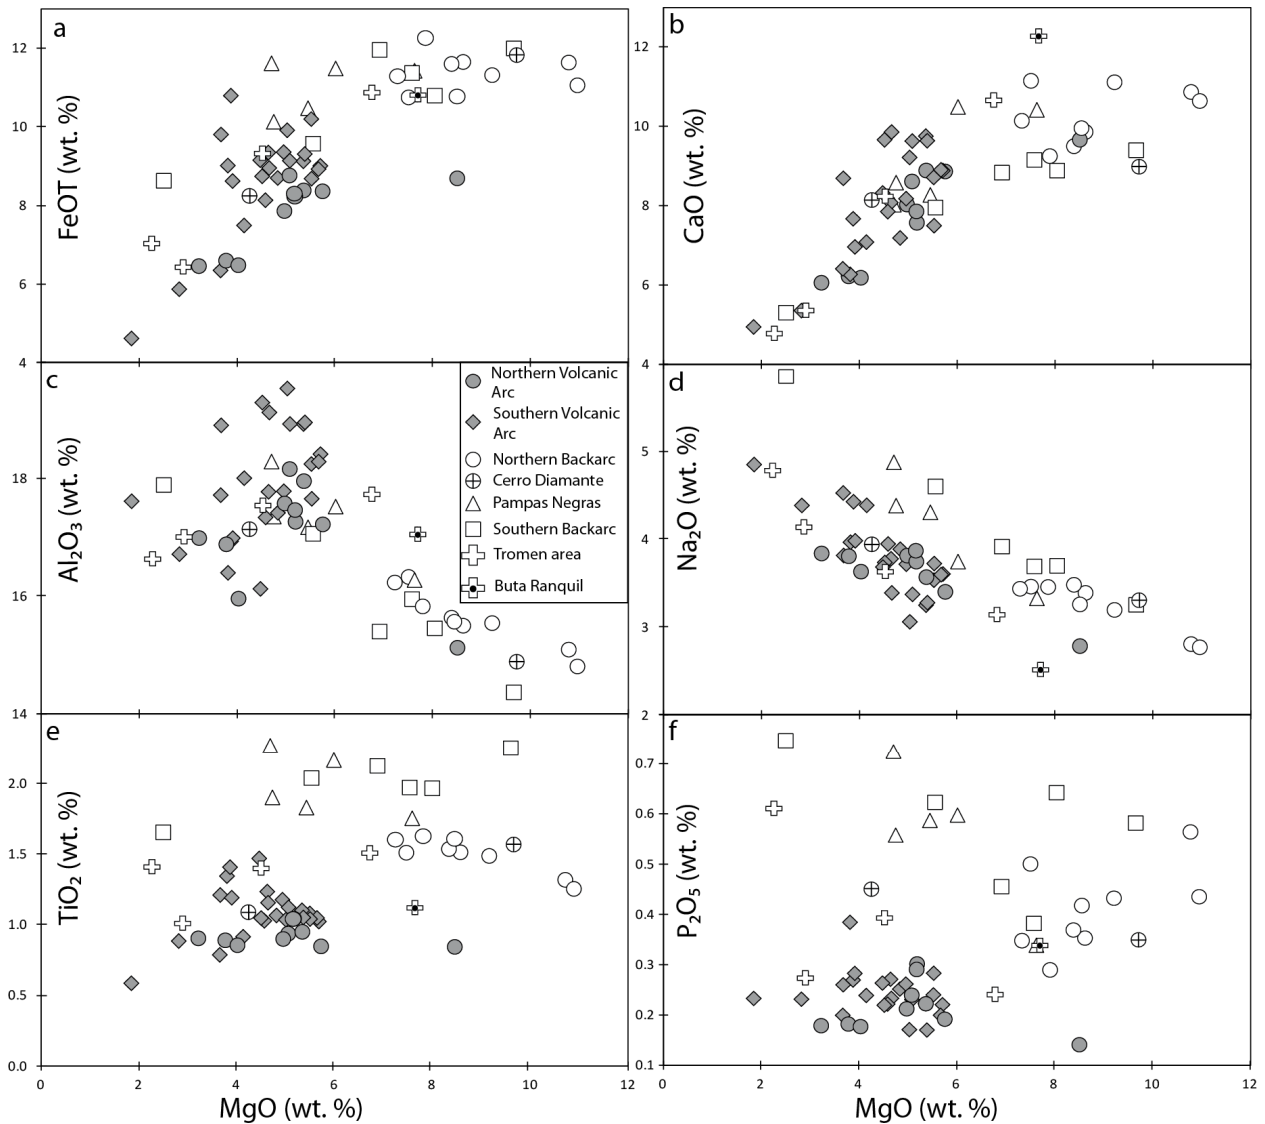 a
12
10
8
6
4
FeOT (wt. %)
b
12
10
8
6
4
CaO (wt. %)
c
18
16
14
Al₂O₃ (wt. %)
Northern Volcanic
Arc
Southern Volcanic
Arc
Northern Backarc
Cerro Diamante
Pampas Negras
Southern Backarc
Tromen area
Buta Ranquil
d
5
4
3
2
Na₂O (wt. %)
e
2.0
1.5
1.0
0.5
0.0
TiO₂ (wt. %)
0 2 4 6 8 10 12
MgO (wt. %)
f
0.7
0.6
0.5
0.4
0.3
0.2
0.1
P₂O₅ (wt. %)
0 2 4 6 8 10 12
MgO (wt. %)